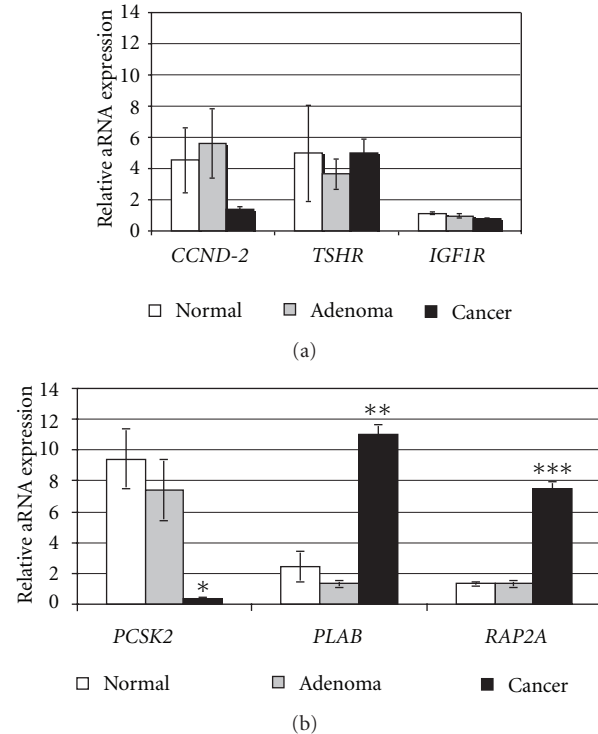 14
12
10
8
6
4
2
0
Relative aRNA expression
CCND-2 TSHR IGF1R
Normal Adenoma Cancer
(a)
14
12
10
8
6
4
2
0
Relative aRNA expression
**
***
*
PCSK2 PLAB RAP2A
Normal Adenoma Cancer
(b)